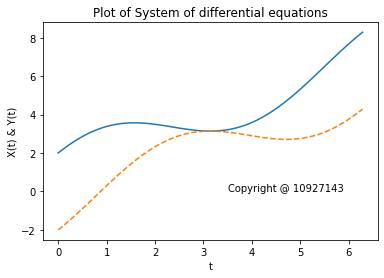 Plot of System of differential equations
8
6
4
2
0
−2
X(t) & Y(t)
Copyright @ 10927143
0 1 2 3 4 5 6
t